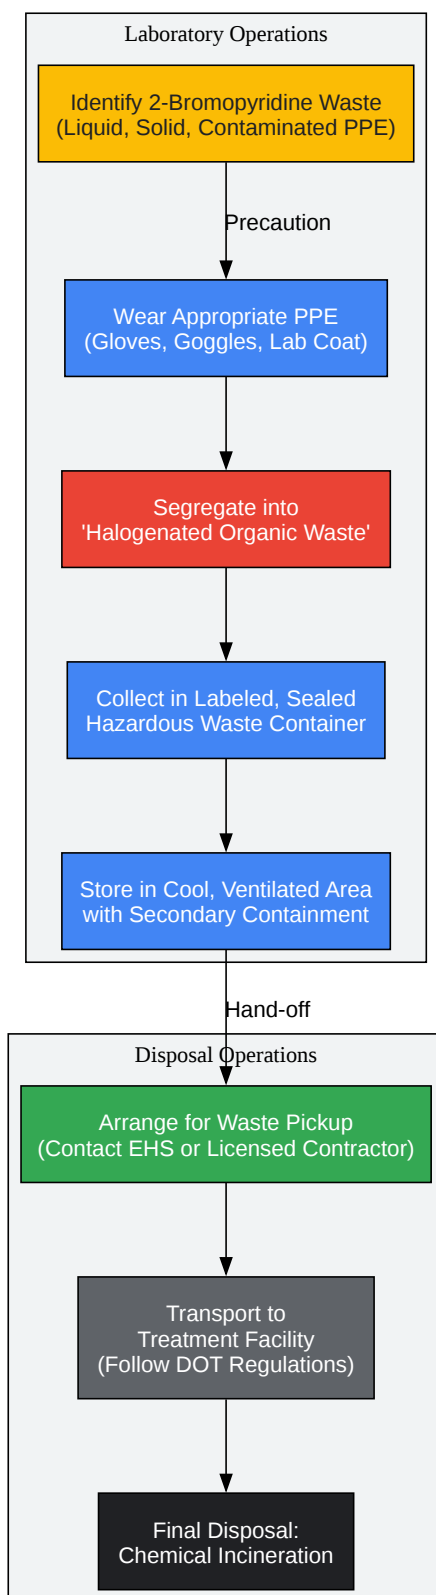 Laboratory Operations
Identify 2-Bromopyridine Waste
(Liquid, Solid, Contaminated PPE)
Precaution
Wear Appropriate PPE
(Gloves, Goggles, Lab Coat)
Segregate into
'Halogenated Organic Waste'
Collect in Labeled, Sealed
Hazardous Waste Container
Store in Cool, Ventilated Area
with Secondary Containment
Hand-off
Disposal Operations
Arrange for Waste Pickup
(Contact EHS or Licensed Contractor)
Transport to
Treatment Facility
(Follow DOT Regulations)
Final Disposal:
Chemical Incineration